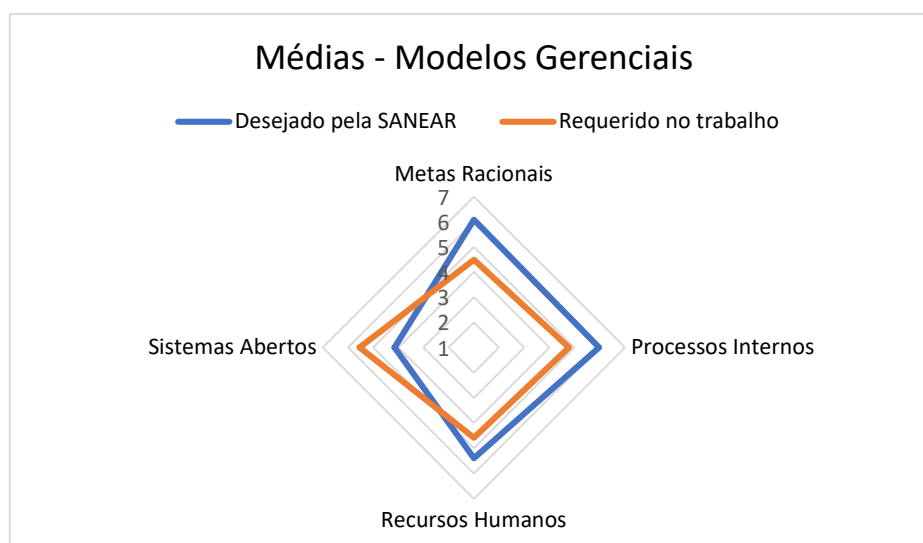 Médias - Modelos Gerenciais
Desejado pela SANEAR Requerido no trabalho
Metas Racionais
7
6
5
4
3
2
Sistemas Abertos 1 Processos Internos
Recursos Humanos